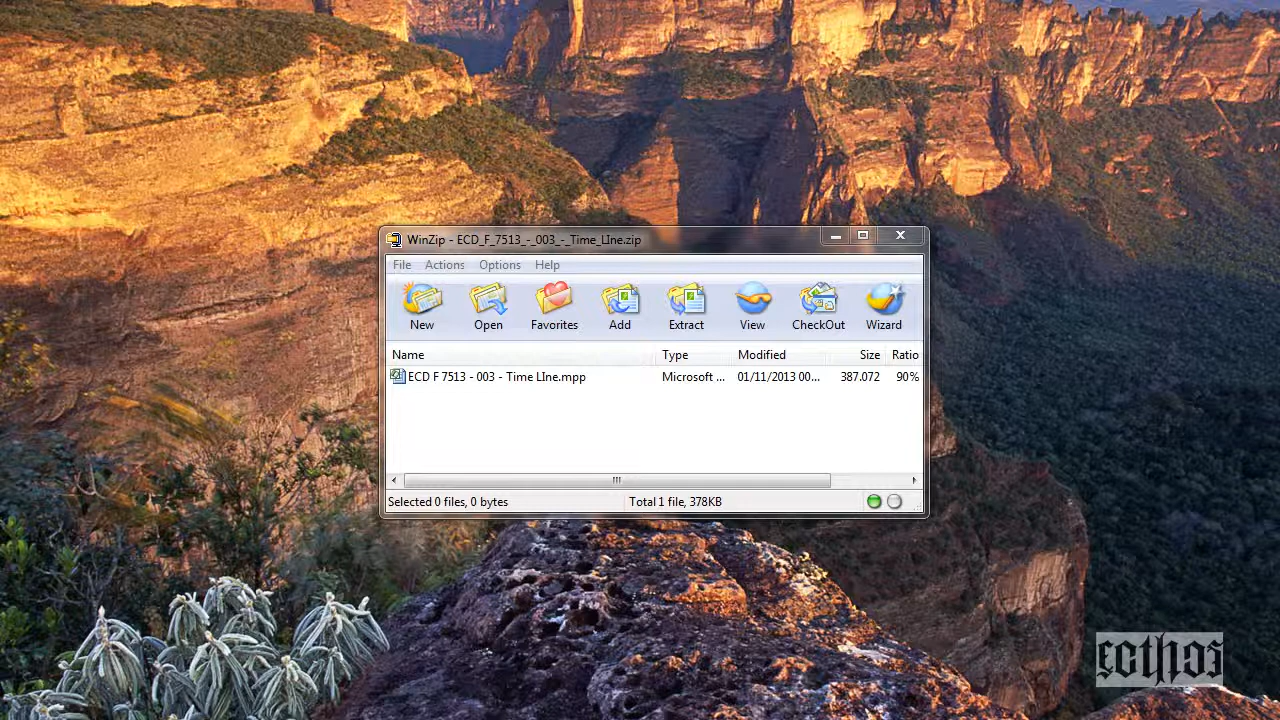 WinZip - ECD_F_7513_-_003_-_Time_LIne.zip
File Actions Options Help
New Open Favorites Add Extract View CheckOut Wizard
Name Type Modified Size Ratio
ECD F 7513 - 003 - Time LIne.mpp Microsoft ... 01/11/2013 00... 387.072 90%
Selected 0 files, 0 bytes Total 1 file, 378KB
ecthos